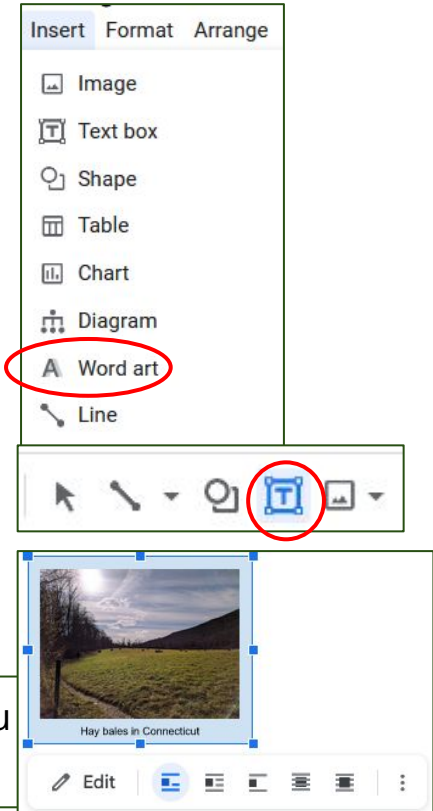 Insert Format Arrange
Image
Text box
Shape
Table
Chart
Diagram
A Word art
Line
T
Hay bales in Connecticut
u
Edit